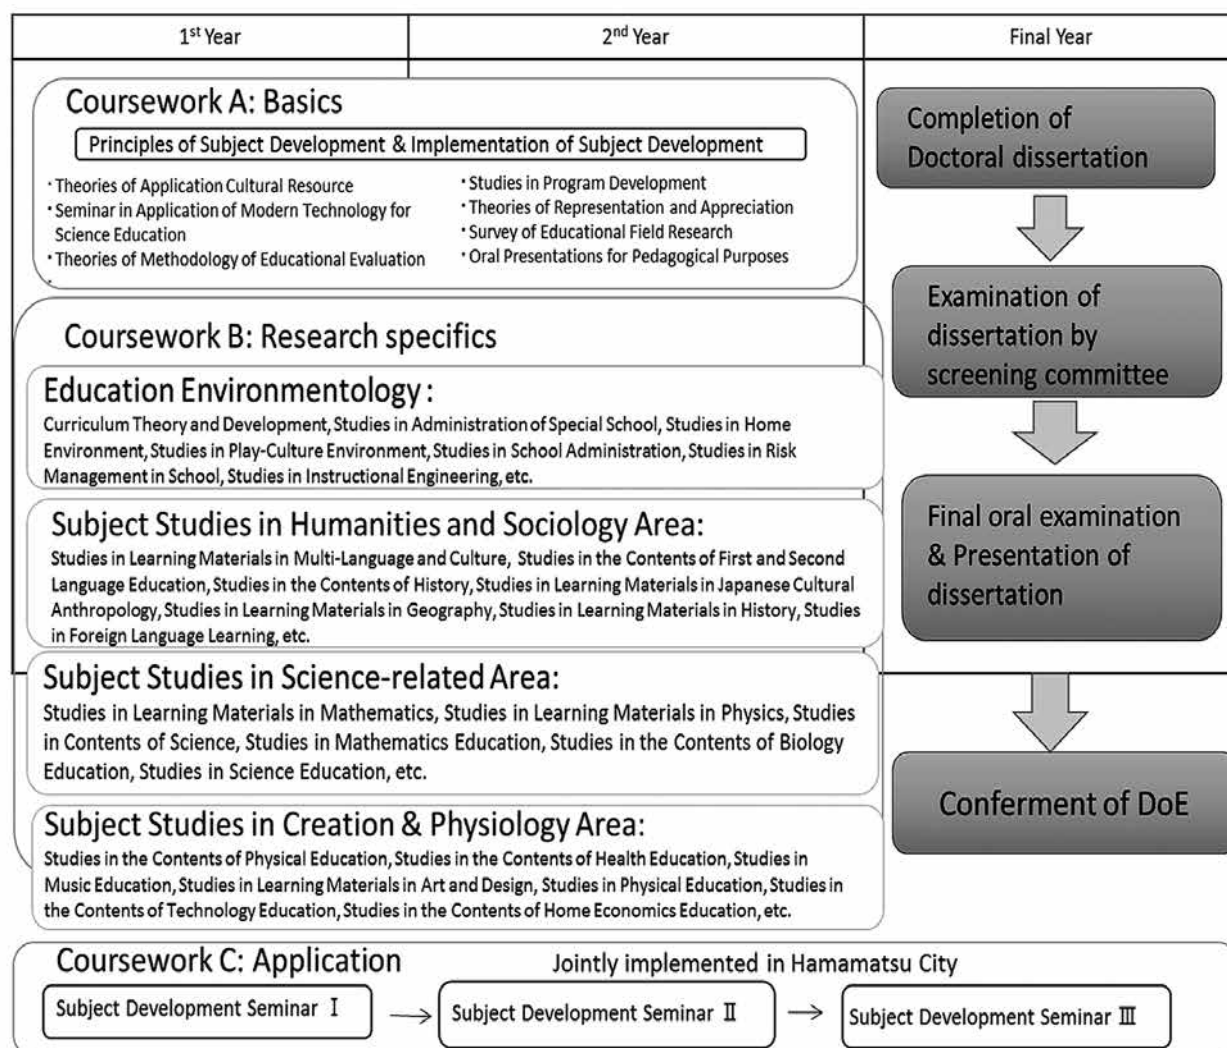 1st Year
2nd Year
Final Year
Coursework A: Basics
Principles of Subject Development & Implementation of Subject Development
・Theories of Application Cultural Resource
・Seminar in Application of Modern Technology for
Science Education
・Theories of Methodology of Educational Evaluation
・
・Studies in Program Development
・Theories of Representation and Appreciation
・Survey of Educational Field Research
・Oral Presentations for Pedagogical Purposes
Coursework B: Research specifics
Education Environmentology :
Curriculum Theory and Development, Studies in Administration of Special School, Studies in Home
Environment, Studies in Play-Culture Environment, Studies in School Administration, Studies in Risk
Management in School, Studies in Instructional Engineering, etc.
Subject Studies in Humanities and Sociology Area:
Studies in Learning Materials in Multi-Language and Culture, Studies in the Contents of First and Second
Language Education, Studies in the Contents of History, Studies in Learning Materials in Japanese Cultural
Anthropology, Studies in Learning Materials in Geography, Studies in Learning Materials in History, Studies
in Foreign Language Learning, etc.
Subject Studies in Science-related Area:
Studies in Learning Materials in Mathematics, Studies in Learning Materials in Physics, Studies
in Contents of Science, Studies in Mathematics Education, Studies in the Contents of Biology
Education, Studies in Science Education, etc.
Subject Studies in Creation & Physiology Area:
Studies in the Contents of Physical Education, Studies in the Contents of Health Education, Studies in
Music Education, Studies in Learning Materials in Art and Design, Studies in Physical Education, Studies in
the Contents of Technology Education, Studies in the Contents of Home Economics Education, etc.
Completion of
Doctoral dissertation
Examination of
dissertation by
screening committee
Final oral examination
& Presentation of
dissertation
Conferment of DoE
Coursework C: Application
Jointly implemented in Hamamatsu City
Subject Development Seminar Ⅰ
Subject Development Seminar Ⅱ
Subject Development Seminar Ⅲ